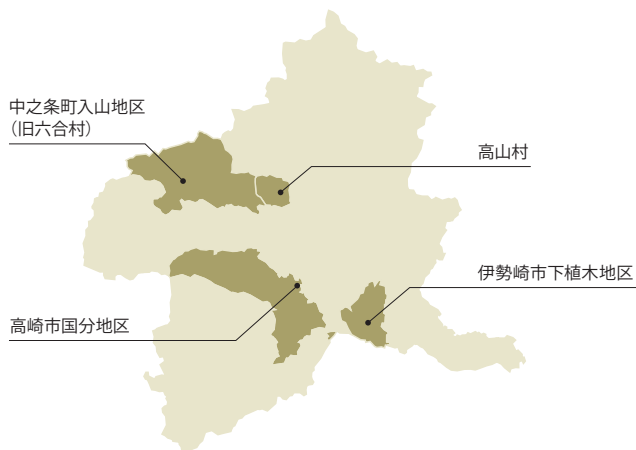 中之条町入山地区
（旧六合村）
高山村
伊勢崎市下植木地区
高崎市国分地区